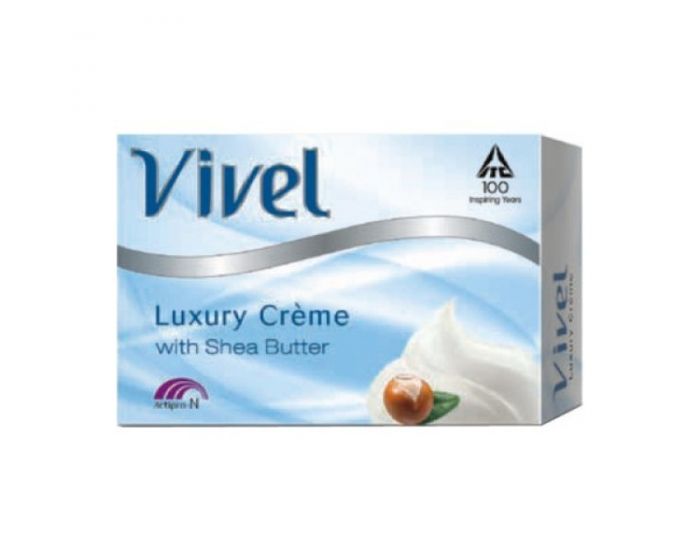 Vivel
ITC
100
Inspiring Years
Luxury Crème
with Shea Butter
Actipro-N
Vivel
Luxury Crème